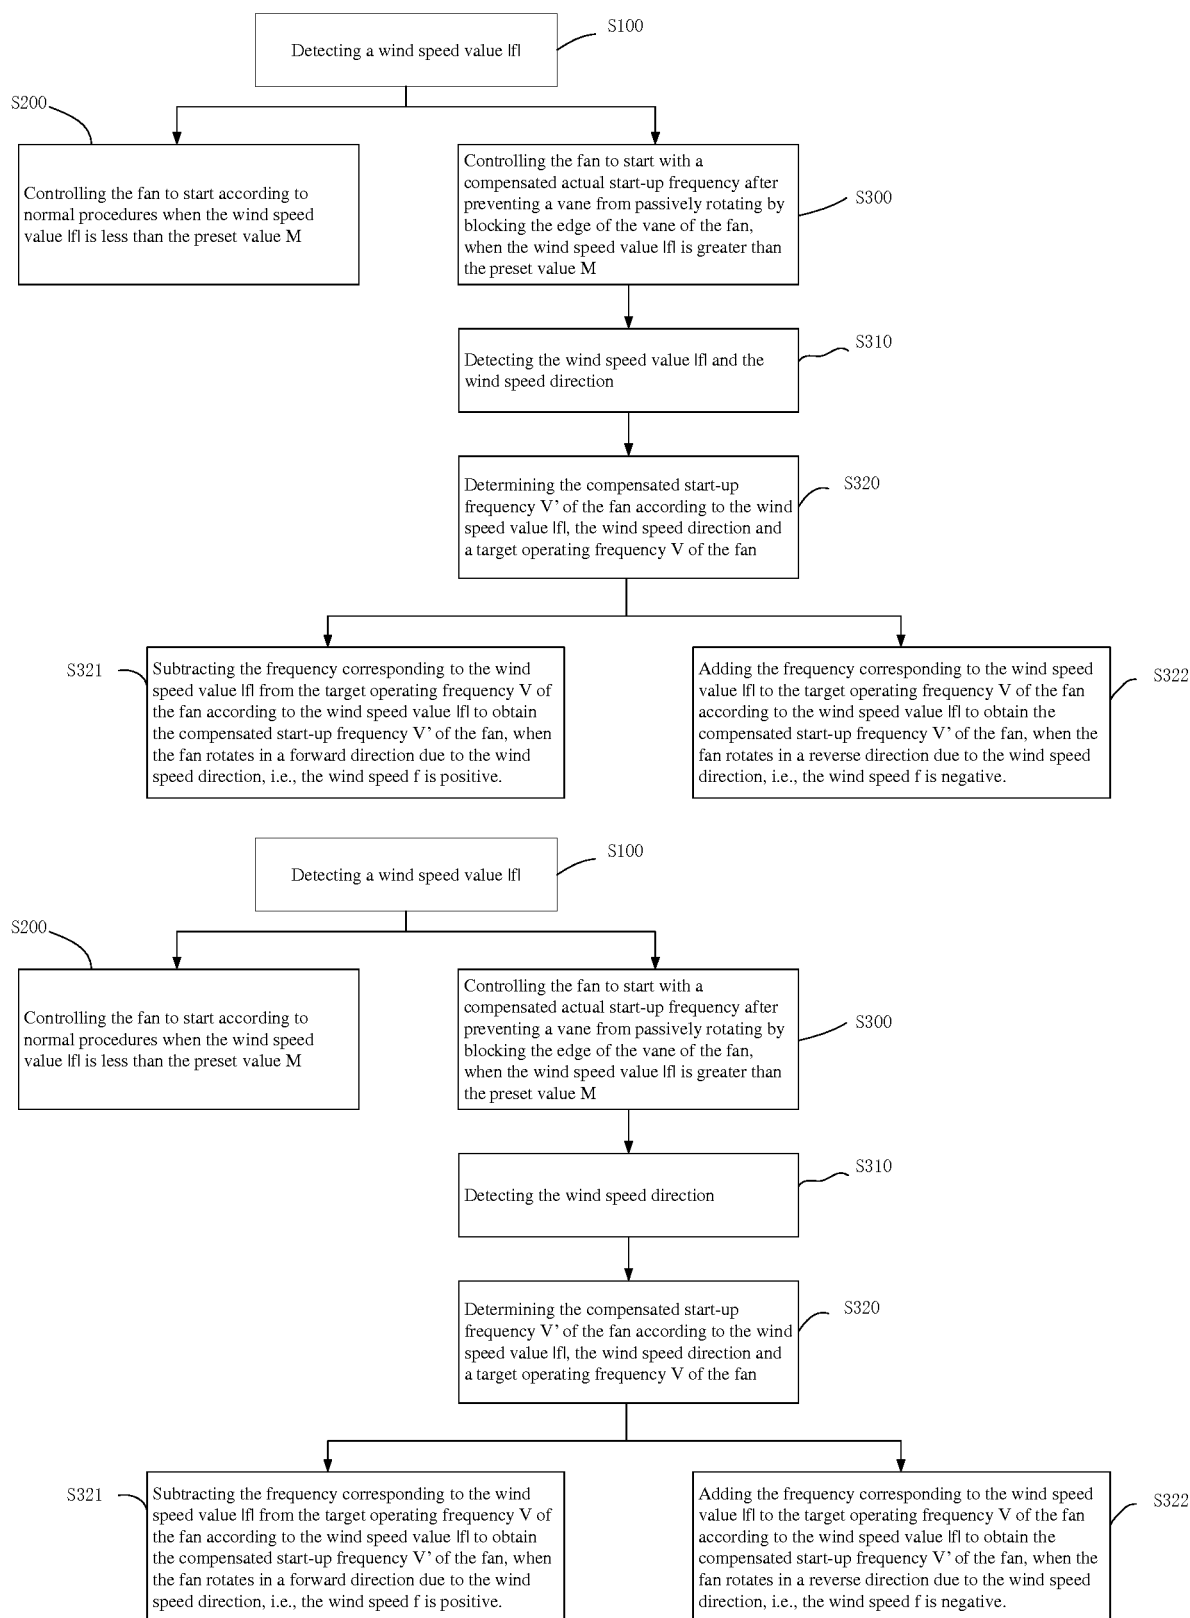 S100
Detecting a wind speed value |f|
S200
Controlling the fan to start according to
normal procedures when the wind speed
value |f| is less than the preset value M
Controlling the fan to start with a
compensated actual start-up frequency after
preventing a vane from passively rotating by
blocking the edge of the vane of the fan,
when the wind speed value |f| is greater than
the preset value M
S300
Detecting the wind speed value |f| and the
wind speed direction
S310
Determining the compensated start-up
frequency V’ of the fan according to the wind
speed value |f|, the wind speed direction and
a target operating frequency V of the fan
S320
S321
Subtracting the frequency corresponding to the wind
speed value |f| from the target operating frequency V of
the fan according to the wind speed value |f| to obtain
the compensated start-up frequency V’ of the fan, when
the fan rotates in a forward direction due to the wind
speed direction, i.e., the wind speed f is positive.
Adding the frequency corresponding to the wind speed
value |f| to the target operating frequency V of the fan
according to the wind speed value |f| to obtain the
compensated start-up frequency V’ of the fan, when the
fan rotates in a reverse direction due to the wind speed
direction, i.e., the wind speed f is negative.
S322
S100
Detecting a wind speed value |f|
S200
Controlling the fan to start according to
normal procedures when the wind speed
value |f| is less than the preset value M
Controlling the fan to start with a
compensated actual start-up frequency after
preventing a vane from passively rotating by
blocking the edge of the vane of the fan,
when the wind speed value |f| is greater than
the preset value M
S300
Detecting the wind speed direction
S310
Determining the compensated start-up
frequency V’ of the fan according to the wind
speed value |f|, the wind speed direction and
a target operating frequency V of the fan
S320
S321
Subtracting the frequency corresponding to the wind
speed value |f| from the target operating frequency V of
the fan according to the wind speed value |f| to obtain
the compensated start-up frequency V’ of the fan, when
the fan rotates in a forward direction due to the wind
speed direction, i.e., the wind speed f is positive.
Adding the frequency corresponding to the wind speed
value |f| to the target operating frequency V of the fan
according to the wind speed value |f| to obtain the
compensated start-up frequency V’ of the fan, when the
fan rotates in a reverse direction due to the wind speed
direction, i.e., the wind speed f is negative.
S322